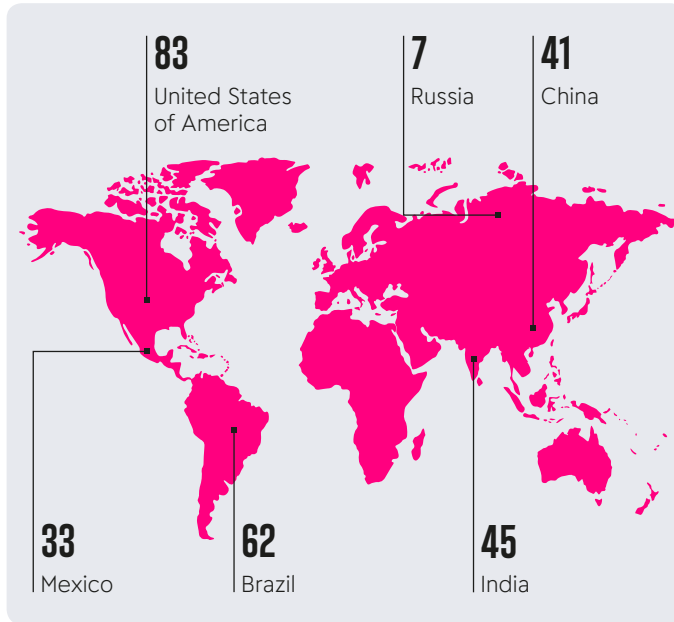 83
United States
of America
7
Russia
41
China
33
Mexico
62
Brazil
45
India